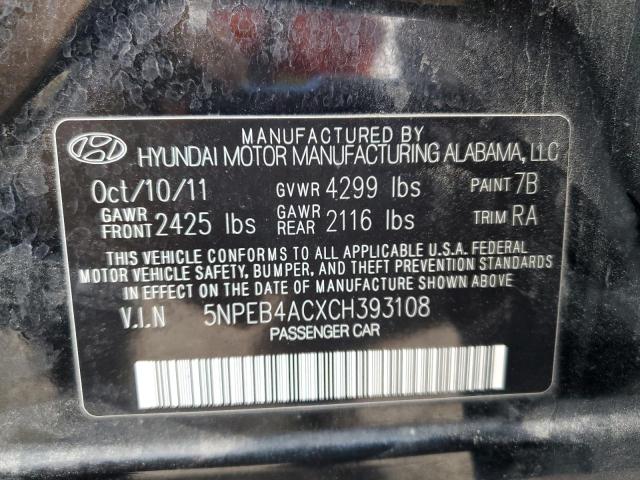 MANUFACTURED BY
HYUNDAI MOTOR MANUFACTURING ALABAMA, LLC
Oct/10/11 GVWR 4299 lbs PAINT 7B
GAWR FRONT 2425 lbs GAWR REAR 2116 lbs TRIM RA
THIS VEHICLE CONFORMS TO ALL APPLICABLE U.S.A. FEDERAL
MOTOR VEHICLE SAFETY, BUMPER, AND THEFT PREVENTION STANDARDS
IN EFFECT ON THE DATE OF MANUFACTURE SHOWN ABOVE.
V.I.N 5NPEB4ACXCH393108
PASSENGER CAR